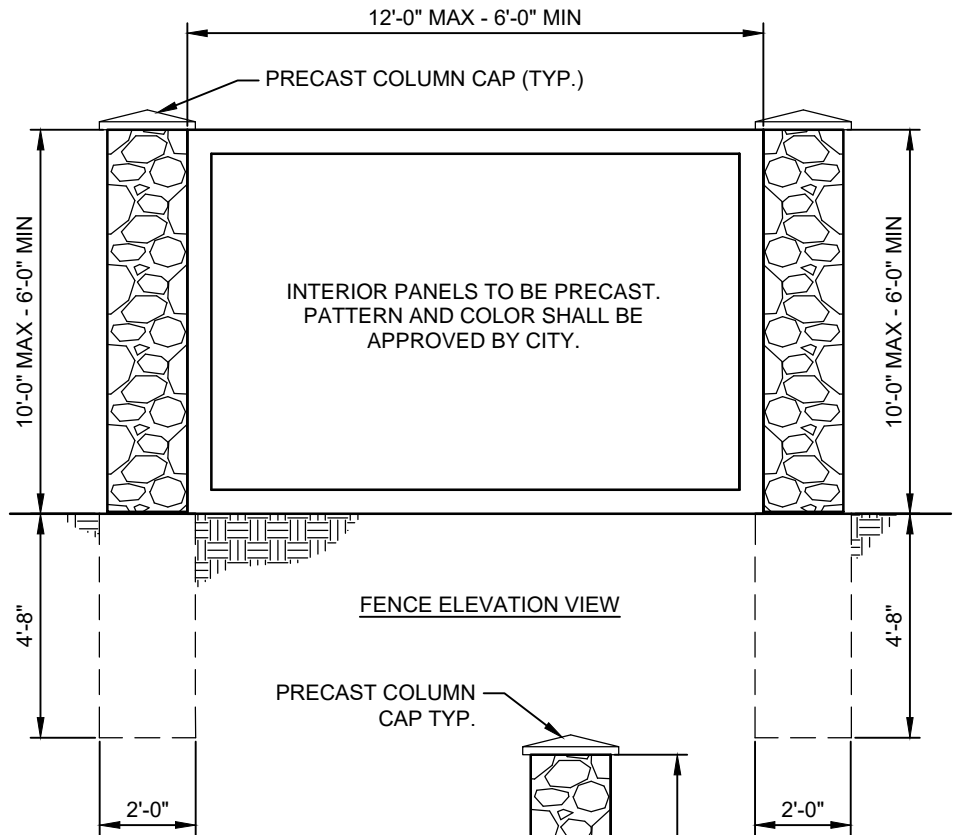 12'-0" MAX - 6'-0" MIN
PRECAST COLUMN CAP (TYP.)
10'-0" MAX - 6'-0" MIN
INTERIOR PANELS TO BE PRECAST.
PATTERN AND COLOR SHALL BE
APPROVED BY CITY.
10'-0" MAX - 6'-0" MIN
4'-8"
FENCE ELEVATION VIEW
4'-8"
PRECAST COLUMN
CAP TYP.
2'-0"
2'-0"